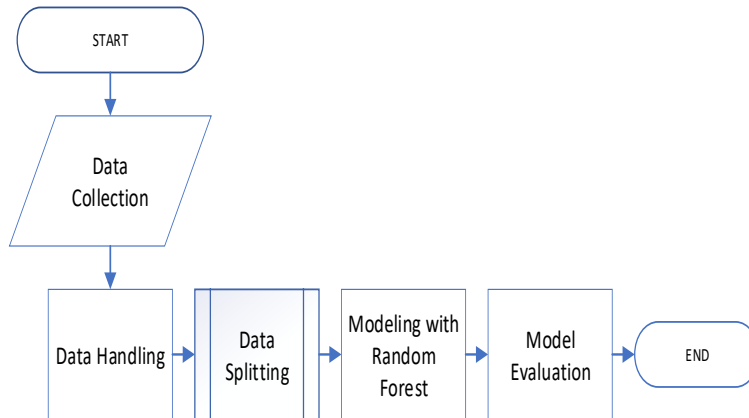 START
Data
Collection
Data Handling
Data
Splitting
Modeling with
Random
Forest
Model
Evaluation
END